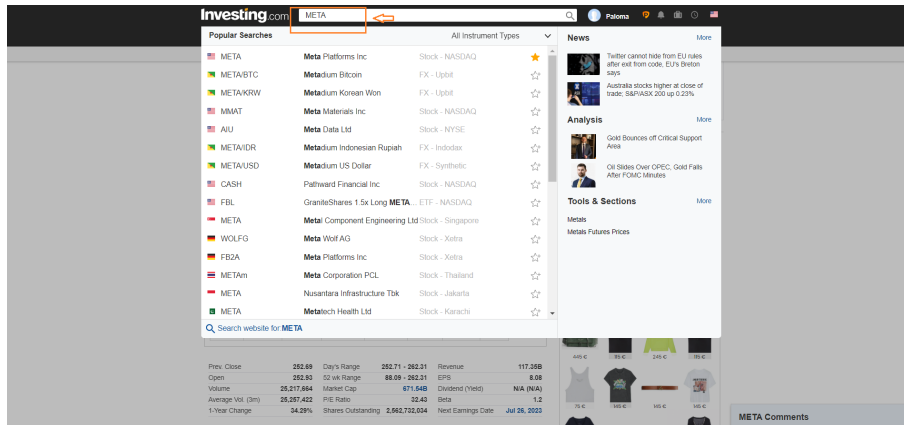 Investing.com META Paloma
Popular Searches All Instrument Types
META Meta Platforms Inc Stock - NASDAQ
META/BTC Metadium Bitcoin FX - Upbit
META/KRW Metadium Korean Won FX - Upbit
MMAT Meta Materials Inc Stock - NASDAQ
AIU Meta Data Ltd Stock - NYSE
META/IDR Metadium Indonesian Rupiah FX - Indodax
META/USD Metadium US Dollar FX - Synthetic
CASH Pathward Financial Inc Stock - NASDAQ
FBL GraniteShares 1.5x Long META... ETF - NASDAQ
META Metal Component Engineering Ltd Stock - Singapore
WOLFG Meta Wolf AG Stock - Xetra
FB2A Meta Platforms Inc Stock - Xetra
METAm Meta Corporation PCL Stock - Thailand
META Nusantara Infrastructure Tbk Stock - Jakarta
META Metatech Health Ltd Stock - Karachi
Search website for META
News More
Twitter cannot hide from EU rules
after exit from code, EU's Breton
says
Australia stocks higher at close of
trade; S&P/ASX 200 up 0.23%
Analysis More
Gold Bounces off Critical Support
Area
Oil Slides Over OPEC, Gold Falls
After FOMC Minutes
Tools & Sections More
Metals
Metals Futures Prices
Prev. Close 252.69 Day's Range 252.71 - 262.31 Revenue 117.35B
Open 252.93 52 wk Range 88.09 - 262.31 EPS 8.08
Volume 25,217,664 Market Cap 671.54B Dividend (Yield) N/A (N/A)
Average Vol. (3m) 25,257,422 P/E Ratio 32.43 Beta 1.2
1-Year Change 34.29% Shares Outstanding 2,562,732,034 Next Earnings Date Jul 26, 2023
445 € 115 € 245 € 115 €
75 € 145 € 145 € 145 €
META Comments